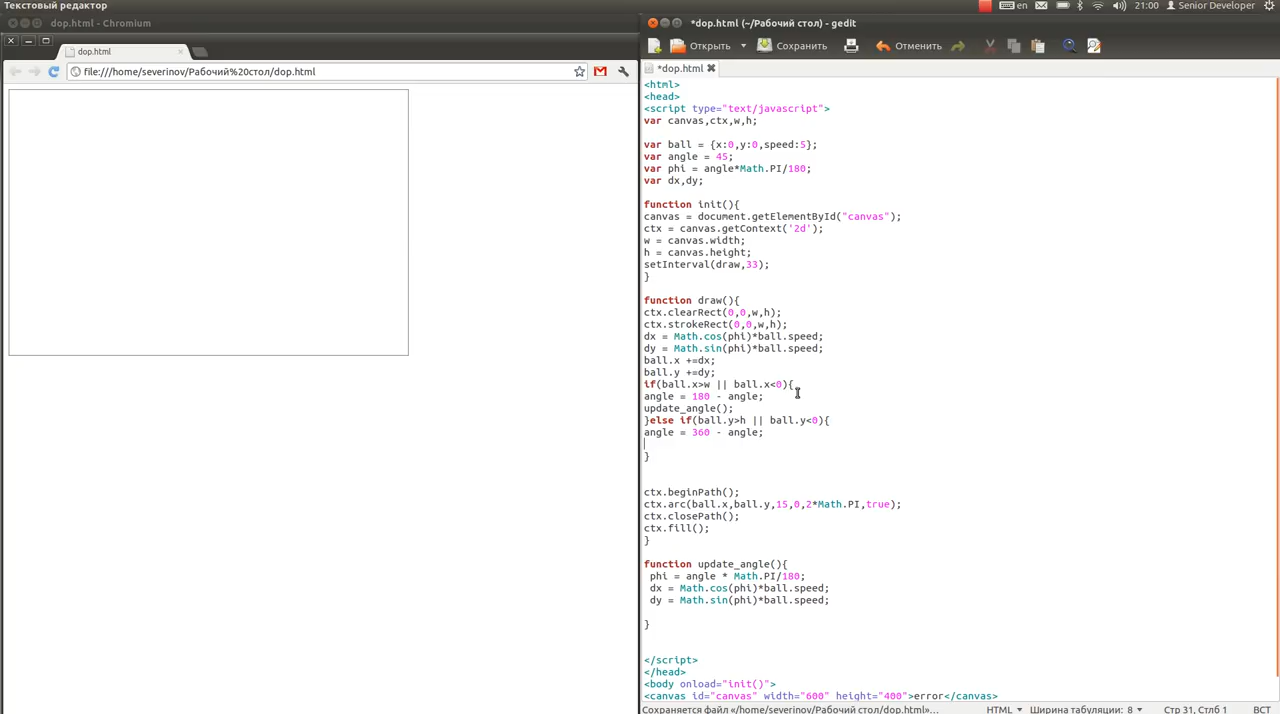 Текстовый редактор
en
21:00
Senior Developer
dop.html - Chromium
dop.html
file:///home/severinov/Рабочий%20стол/dop.html
*dop.html (~/Рабочий стол) - gedit
Открыть
Сохранить
Отменить
*dop.html
<html>
<head>
<script type="text/javascript">
var canvas,ctx,w,h;
var ball = {x:0,y:0,speed:5};
var angle = 45;
var phi = angle*Math.PI/180;
var dx,dy;
function init(){
canvas = document.getElementById("canvas");
ctx = canvas.getContext('2d');
w = canvas.width;
h = canvas.height;
setInterval(draw,33);
}
function draw(){
ctx.clearRect(0,0,w,h);
ctx.strokeRect(0,0,w,h);
dx = Math.cos(phi)*ball.speed;
dy = Math.sin(phi)*ball.speed;
ball.x +=dx;
ball.y +=dy;
if(ball.x>w || ball.x<0){
angle = 180 - angle;
update_angle();
}else if(ball.y>h || ball.y<0){
angle = 360 - angle;
}
ctx.beginPath();
ctx.arc(ball.x,ball.y,15,0,2*Math.PI,true);
ctx.closePath();
ctx.fill();
}
function update_angle(){
phi = angle * Math.PI/180;
dx = Math.cos(phi)*ball.speed;
dy = Math.sin(phi)*ball.speed;
}
</script>
</head>
<body onload="init()">
<canvas id="canvas" width="600" height="400">error</canvas>
Сохраняется файл «/home/severinov/Рабочий стол/dop.html»...
HTML
Ширина табуляции: 8
Стр 31, Стлб 1
ВСТ